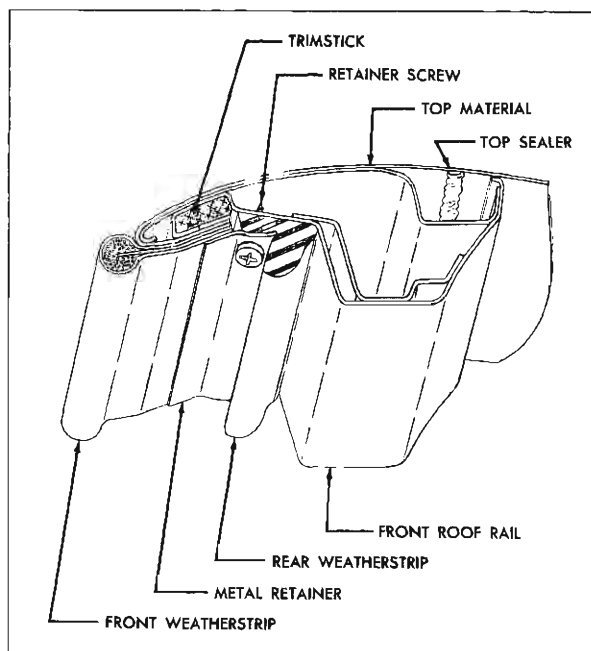 TRIMSTICK
RETAINER SCREW
TOP MATERIAL
TOP SEALER
FRONT ROOF RAIL
REAR WEATHERSTRIP
METAL RETAINER
FRONT WEATHERSTRIP